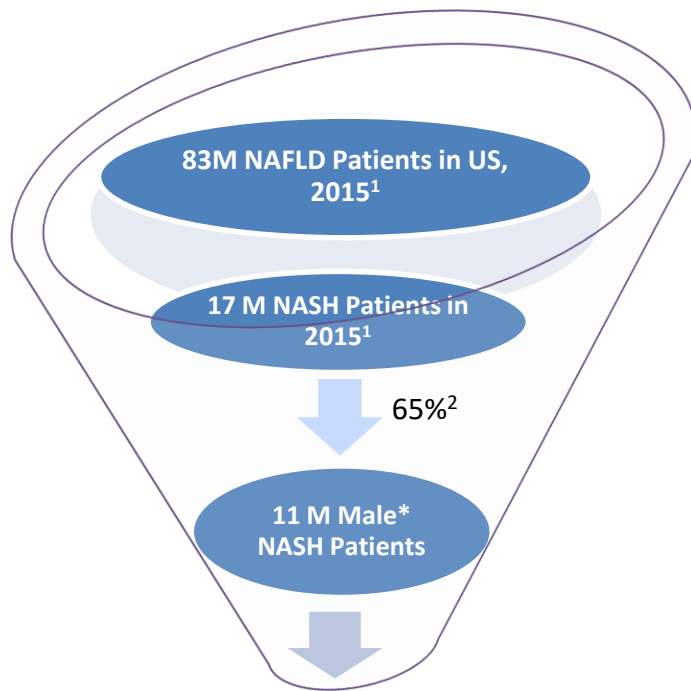 83M NAFLD Patients in US,
2015¹
17 M NASH Patients in
2015¹
65%²
11 M Male*
NASH Patients